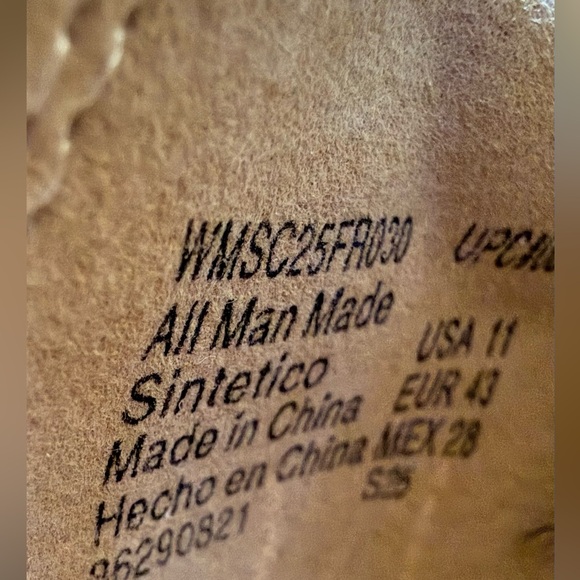 WMSC25FR030
All Man Made
Sintetico
USA 11
Made in China EUR 43
Hecho en China MEX 28
S25
96290821